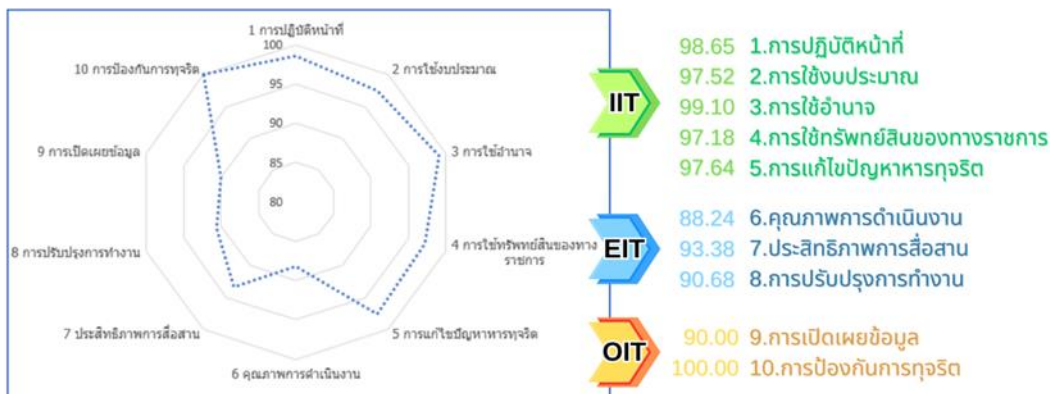 1 การปฏิบัติหน้าที่
100
10 การป้องกันการทุจริต
2 การใช้งบประมาณ
95
90
9 การเปิดเผยข้อมูล
85
3 การใช้อำนาจ
80
8 การปรับปรุงการทำงาน
4 การใช้ทรัพย์สินของทาง
ราชการ
7 ประสิทธิภาพการสื่อสาร
5 การแก้ไขปัญหาหารทุจริต
6 คุณภาพการดำเนินงาน
IIT
98.65 1.การปฏิบัติหน้าที่
97.52 2.การใช้งบประมาณ
99.10 3.การใช้อำนาจ
97.18 4.การใช้ทรัพย์สินของทางราชการ
97.64 5.การแก้ไขปัญหาหารทุจริต
EIT
88.24 6.คุณภาพการดำเนินงาน
93.38 7.ประสิทธิภาพการสื่อสาร
90.68 8.การปรับปรุงการทำงาน
OIT
90.00 9.การเปิดเผยข้อมูล
100.00 10.การป้องกันการทุจริต